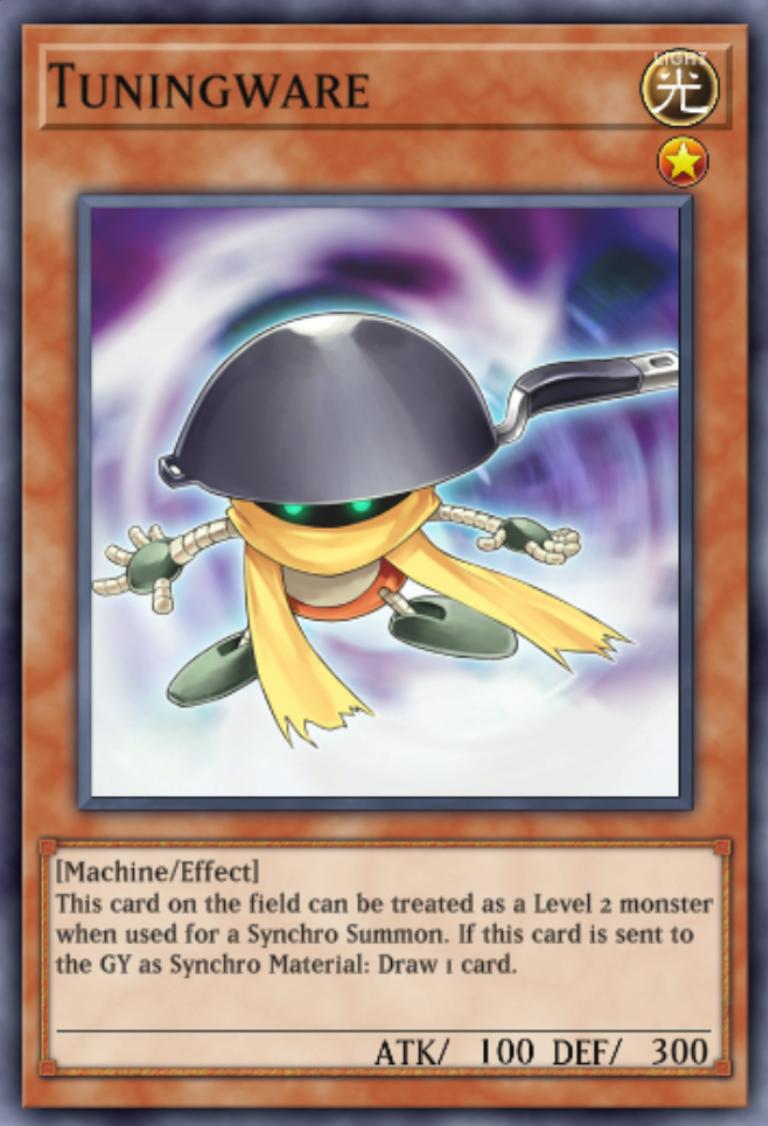 TUNINGWARE
LIGHT
光
[Machine/Effect]
This card on the field can be treated as a Level 2 monster
when used for a Synchro Summon. If this card is sent to
the GY as Synchro Material: Draw 1 card.
ATK/ 100 DEF/ 300